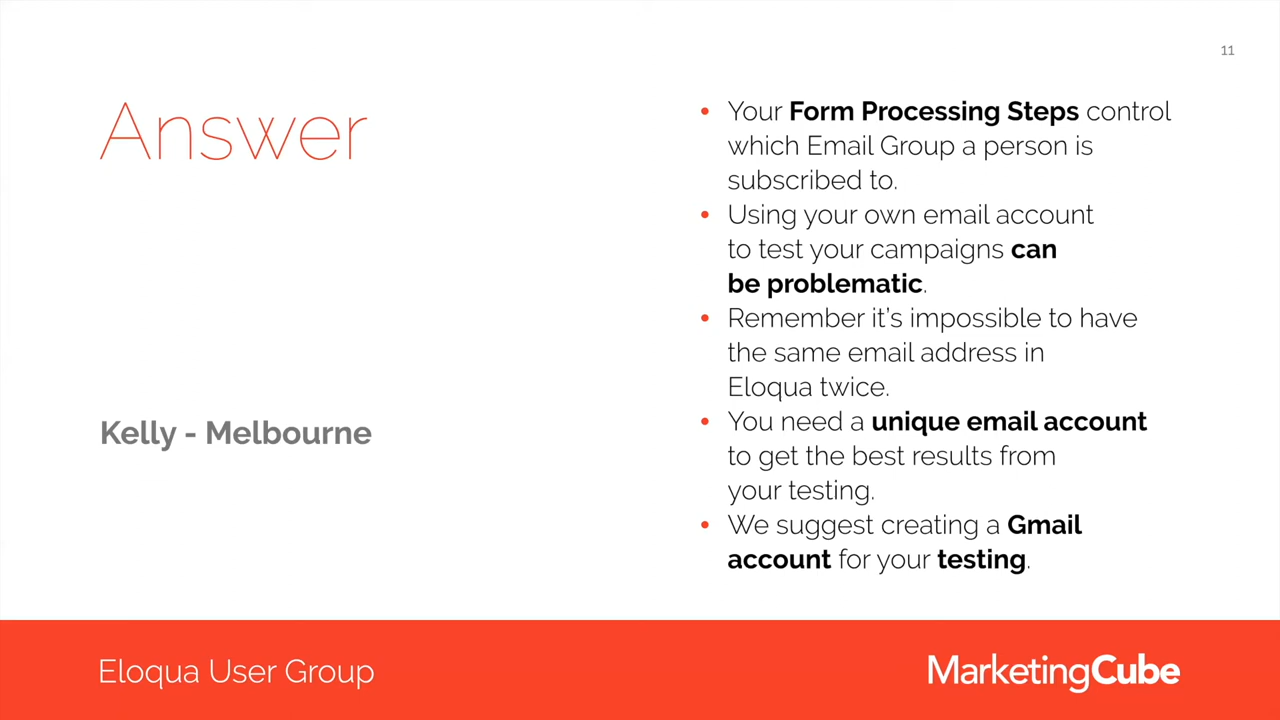 11
Answer
Kelly - Melbourne
• Your Form Processing Steps control
which Email Group a person is
subscribed to.
• Using your own email account
to test your campaigns can
be problematic.
• Remember it’s impossible to have
the same email address in
Eloqua twice.
• You need a unique email account
to get the best results from
your testing.
• We suggest creating a Gmail
account for your testing.
Eloqua User Group
MarketingCube